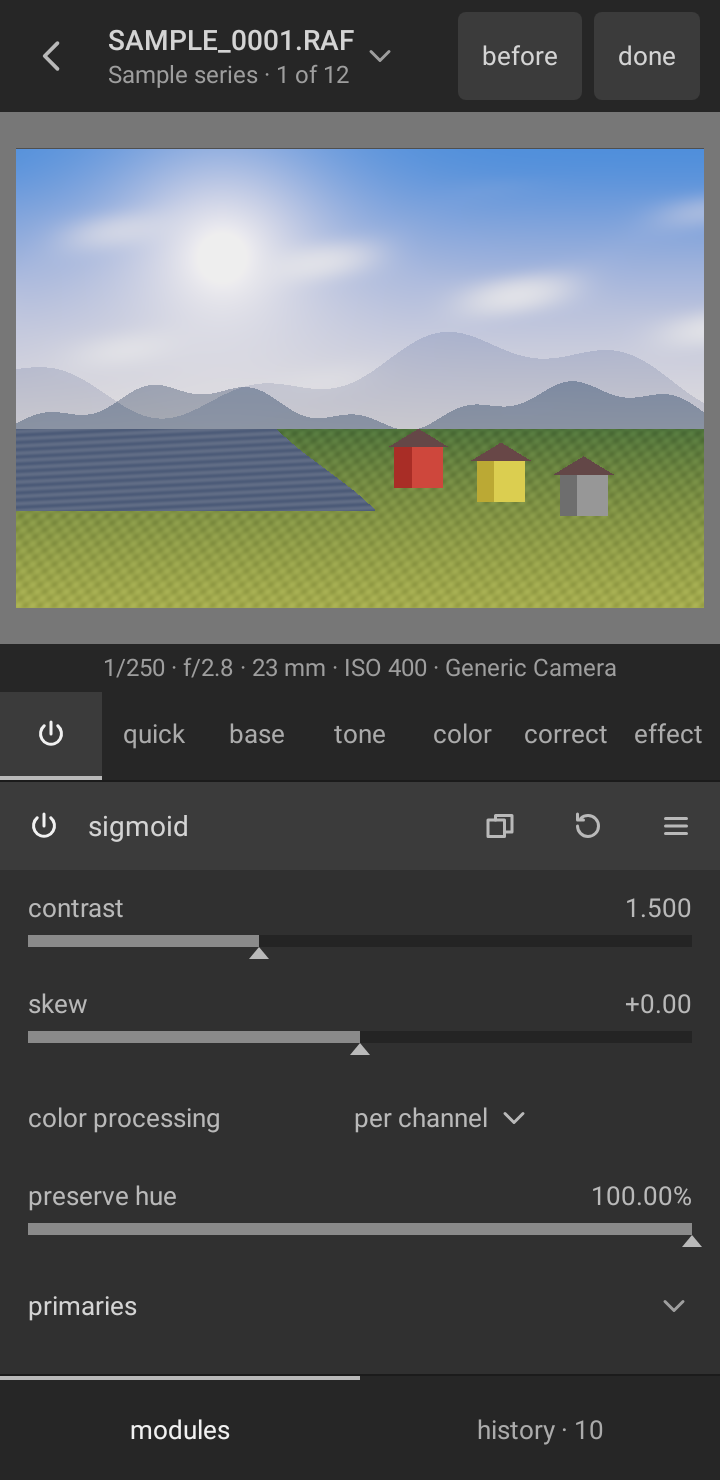 SAMPLE_0001.RAF
Sample series · 1 of 12
before
done
1/250 · f/2.8 · 23 mm · ISO 400 · Generic Camera
quick base tone color correct effect
sigmoid
contrast 1.500
skew +0.00
color processing per channel
preserve hue 100.00%
primaries
modules history · 10